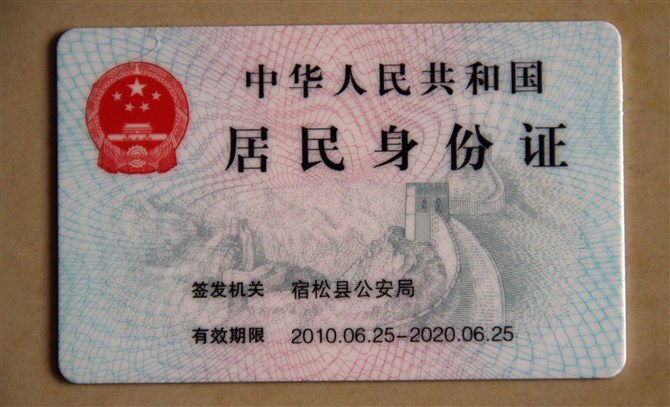 中华人民共和国
居民身份证
签发机关 宿松县公安局
有效期限 2010.06.25-2020.06.25